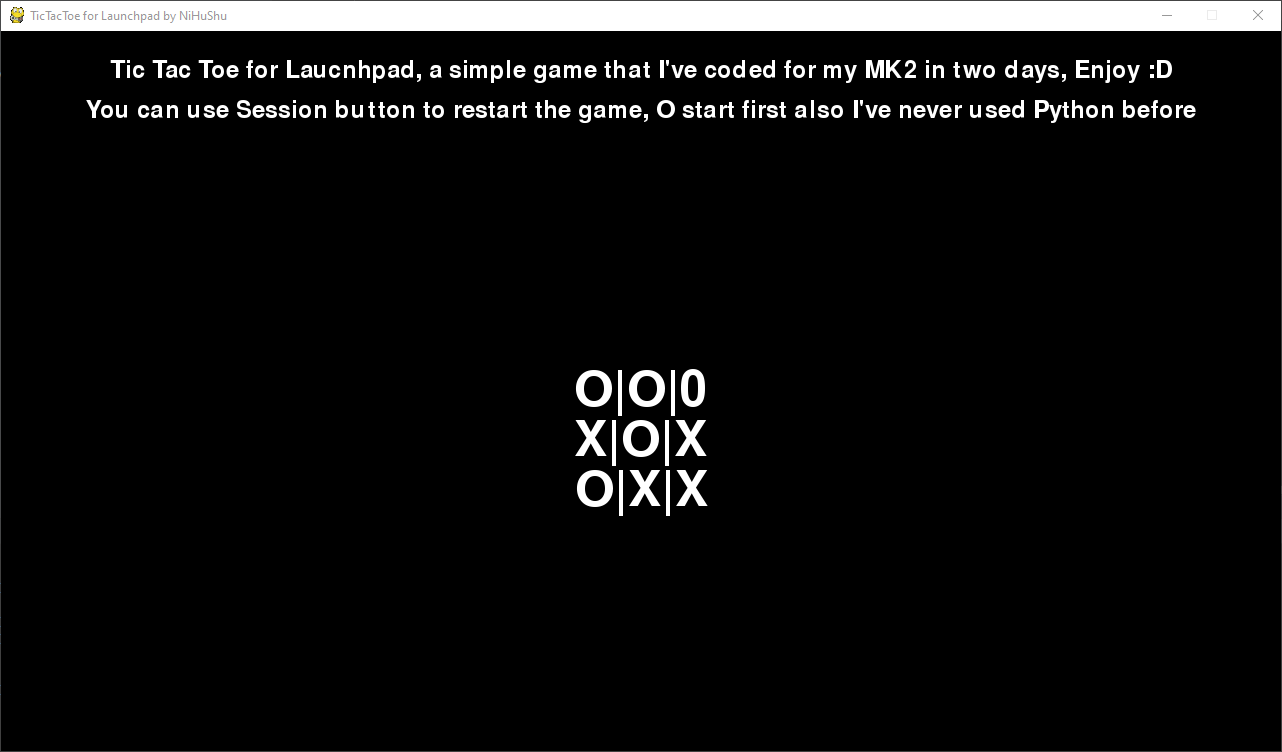 TicTacToe for Launchpad by NiHuShu
Tic Tac Toe for Laucnhpad, a simple game that I've coded for my MK2 in two days, Enjoy :D
You can use Session button to restart the game, O start first also I've never used Python before
O|O|0
X|O|X
O|X|X